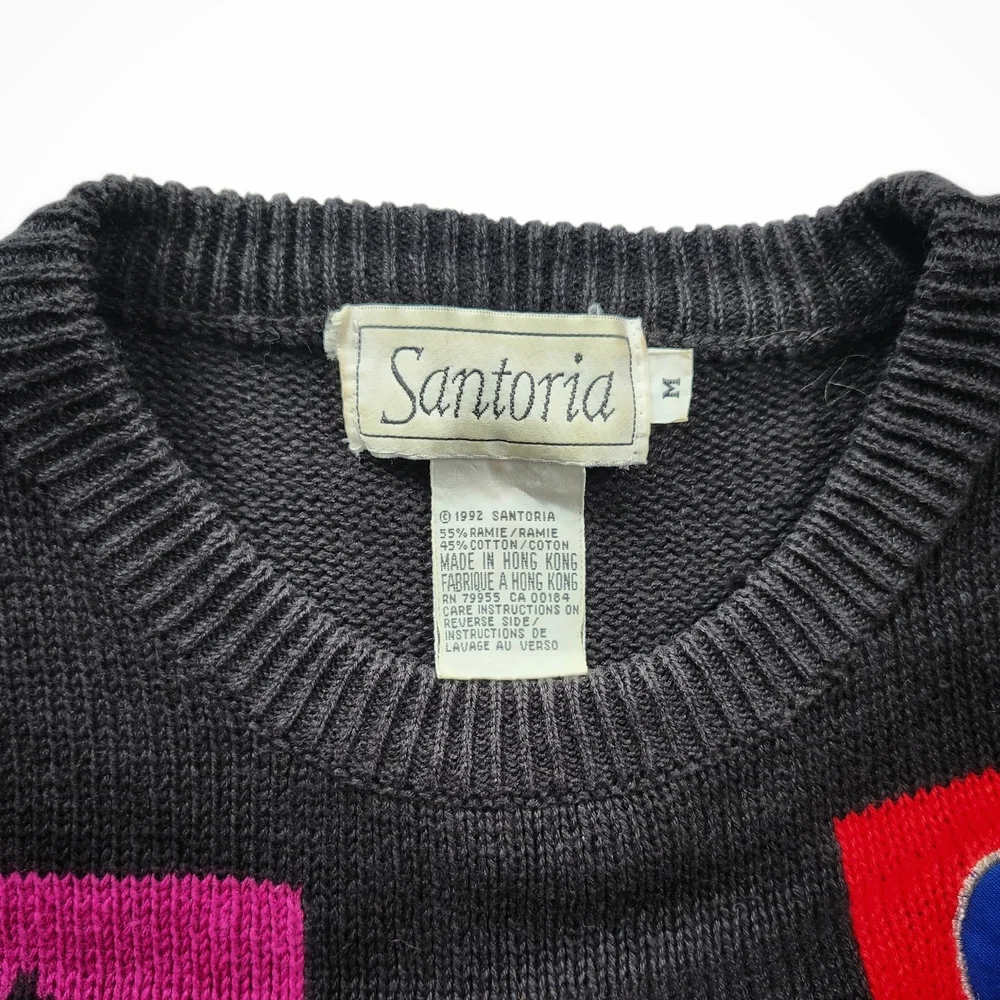 Santoria
M
© 1992 SANTORIA
55% RAMIE/RAMIE
45% COTTON/COTON
MADE IN HONG KONG
FABRIQUE A HONG KONG
RN 79955 CA 00184
CARE INSTRUCTIONS ON
REVERSE SIDE/
INSTRUCTIONS DE
LAVAGE AU VERSO